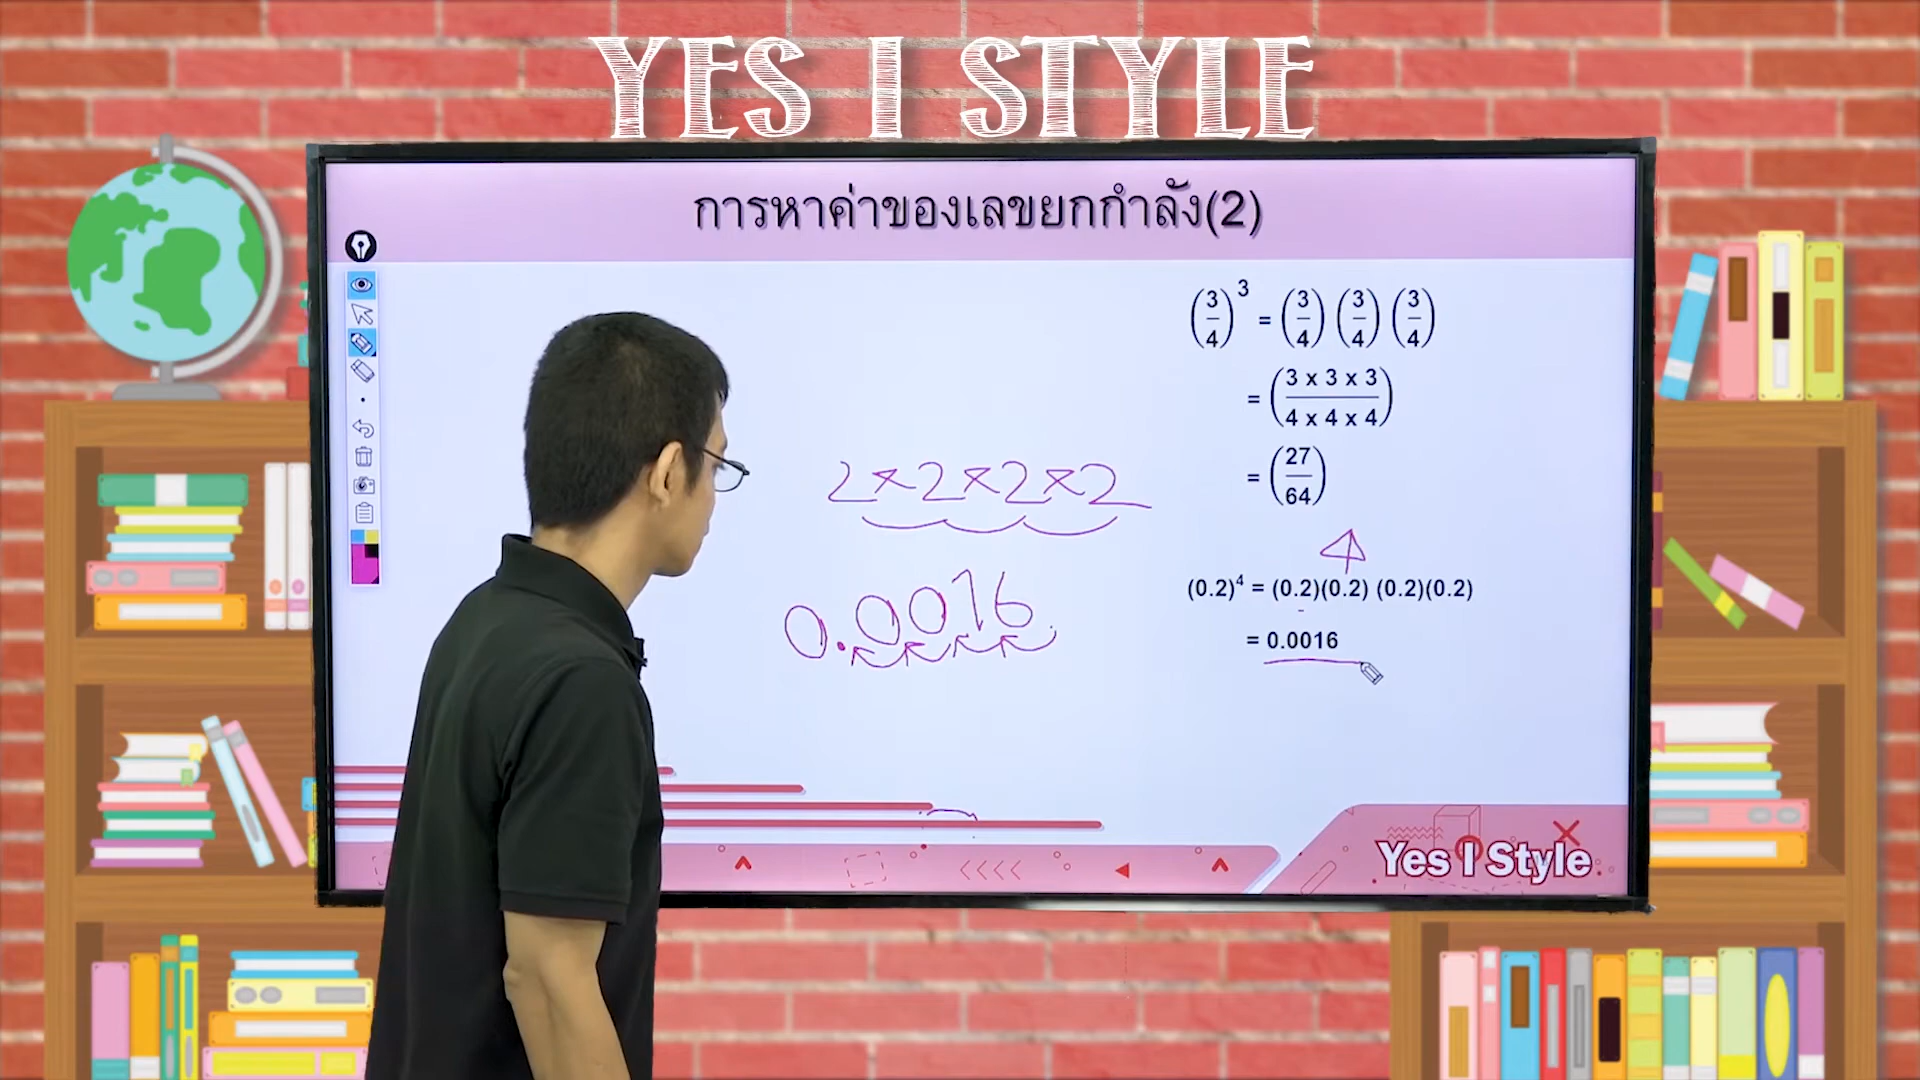 YES I STYLE
การหาค่าของเลขยกกำลัง(2)
(3/4)^3 = (3/4) (3/4) (3/4)
= (3 x 3 x 3 / 4 x 4 x 4)
= (27/64)
2×2×2×2
4
(0.2)^4 = (0.2)(0.2) (0.2)(0.2)
0.0016
= 0.0016
Yes I Style